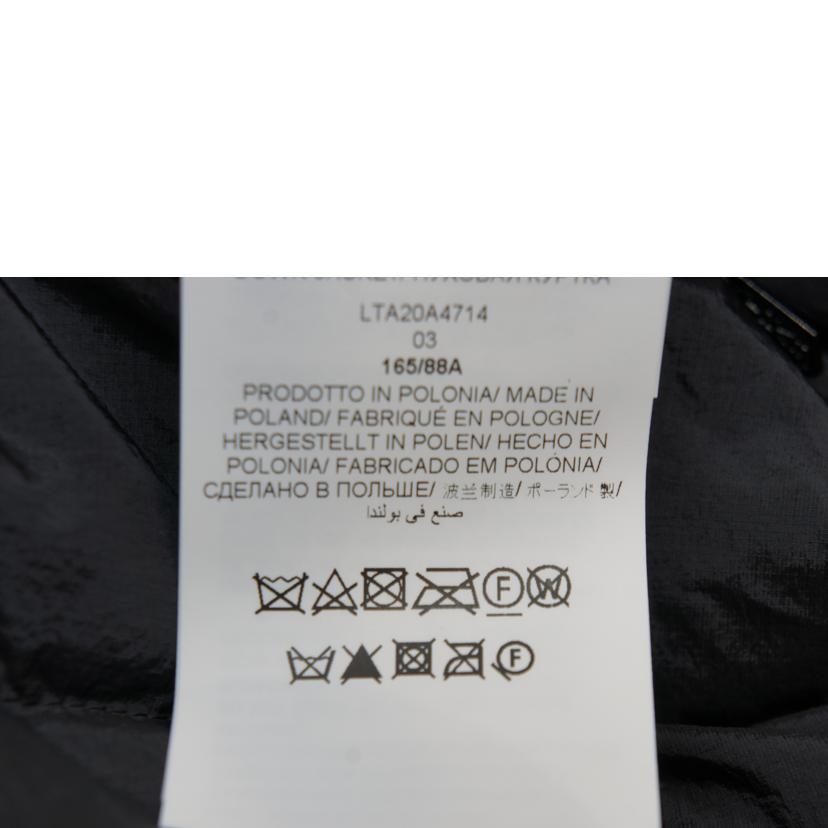 LTA20A4714
03
165/88A
PRODOTTO IN POLONIA/ MADE IN
POLAND/ FABRIQUÉ EN POLOGNE/
HERGESTELLT IN POLEN/ HECHO EN
POLONIA/ FABRICADO EM POLÓNIA/
СДЕЛАНО В ПОЛЬШЕ/ 波兰制造/ ポーランド製/
صنع في بولندا
F W
F